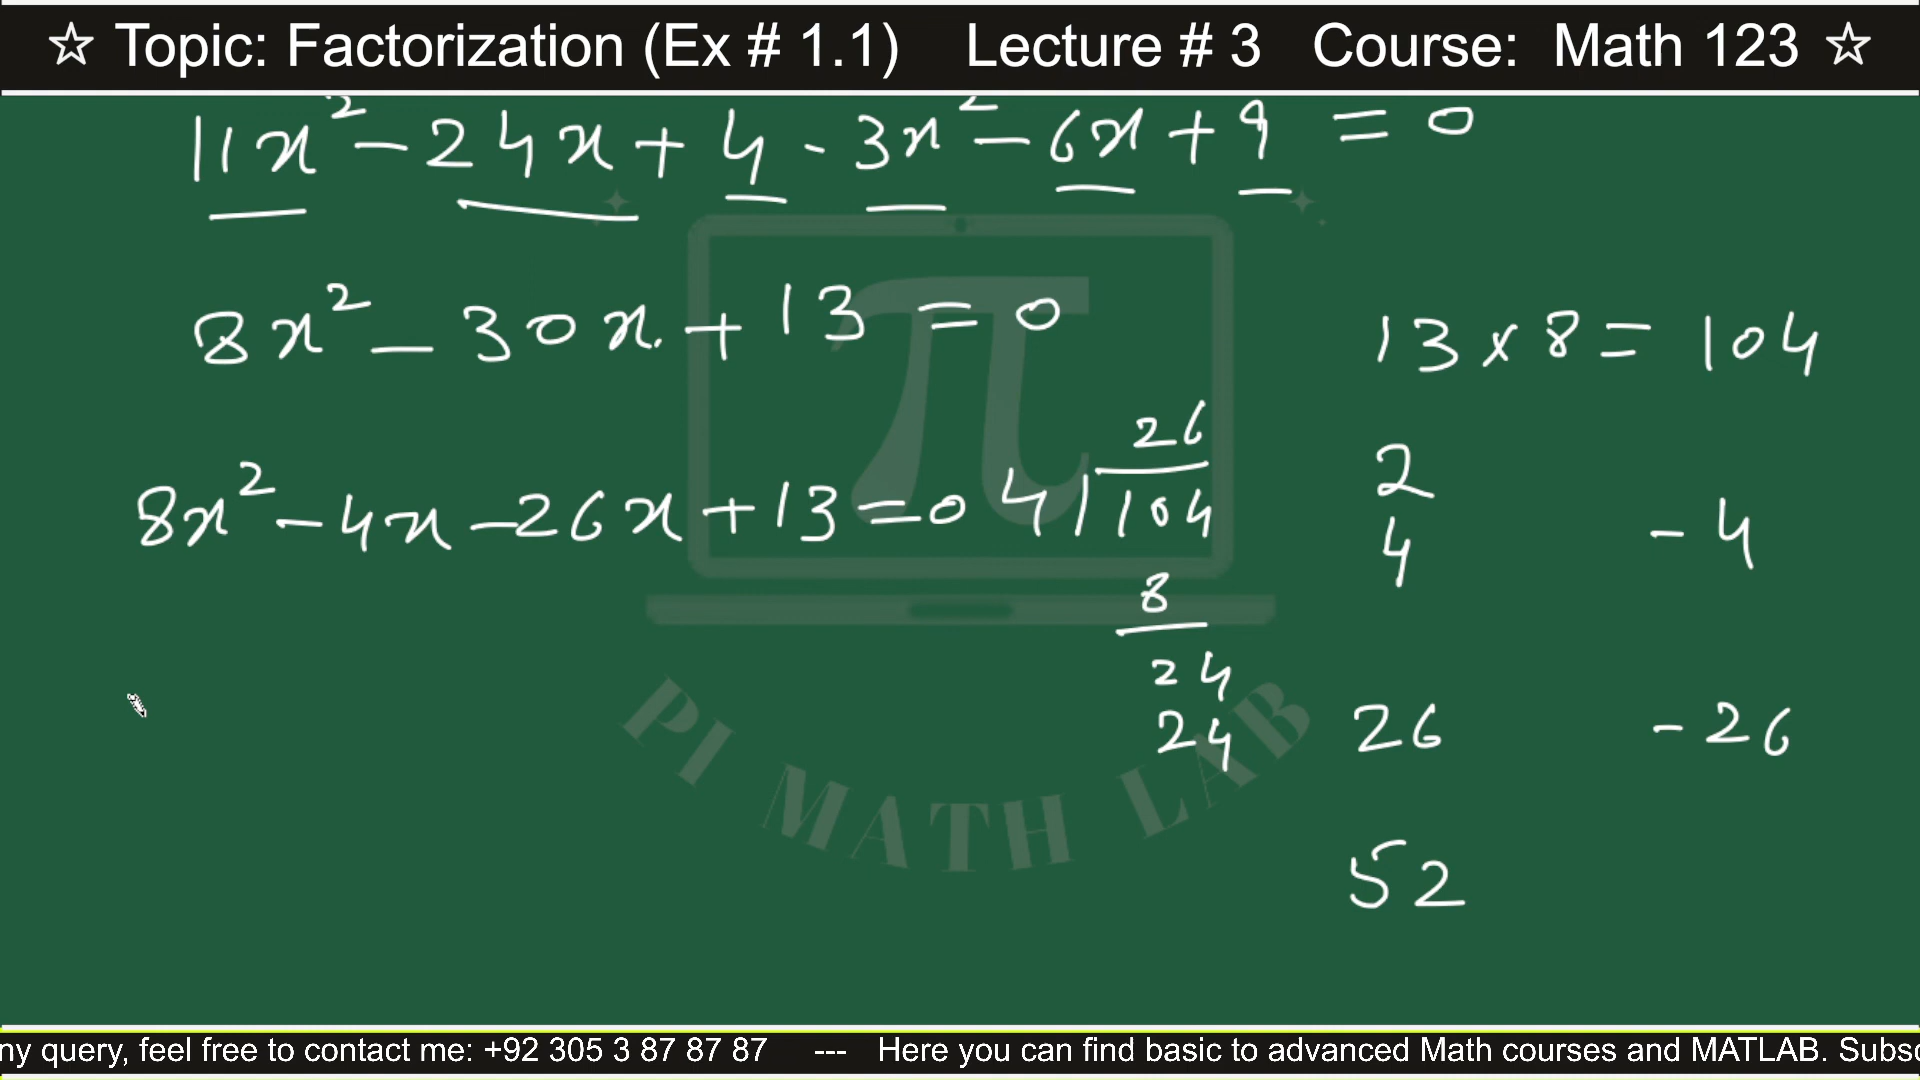 ☆ Topic: Factorization (Ex # 1.1) Lecture # 3 Course: Math 123 ☆
11x² - 24x + 4 - 3x² - 6x + 9 = 0
8x² - 30x + 13 = 0
13 x 8 = 104
26
8x² - 4x - 26x + 13 = 0
4 | 104
2
4
- 4
8
24
24
26
- 26
52
PI MATH LAB
ny query, feel free to contact me: +92 305 3 87 87 87 --- Here you can find basic to advanced Math courses and MATLAB. Subsc